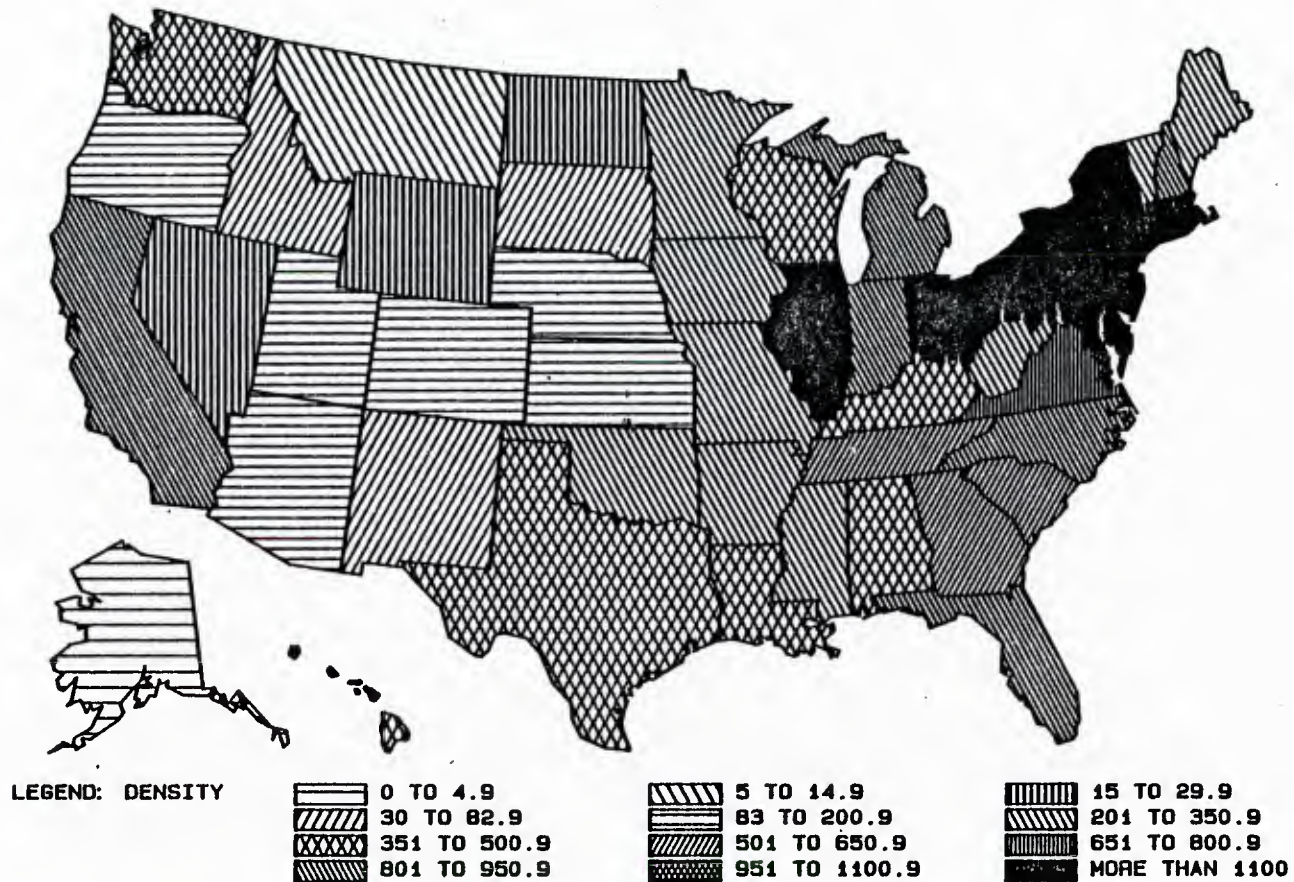 LEGEND: DENSITY 0 TO 4.9 5 TO 14.9 15 TO 29.9
30 TO 82.9 83 TO 200.9 201 TO 350.9
351 TO 500.9 501 TO 650.9 651 TO 800.9
801 TO 950.9 951 TO 1100.9 MORE THAN 1100